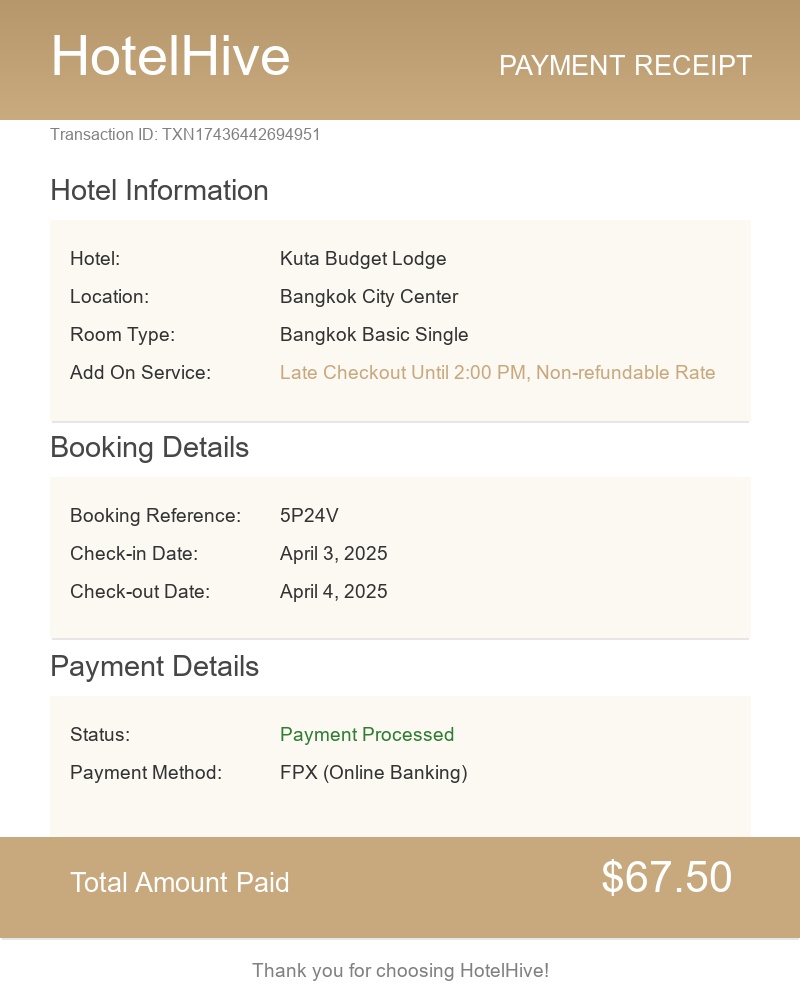 HotelHive
PAYMENT RECEIPT
Transaction ID: TXN17436442694951
Hotel Information
Hotel: Kuta Budget Lodge
Location: Bangkok City Center
Room Type: Bangkok Basic Single
Add On Service: Late Checkout Until 2:00 PM, Non-refundable Rate
Booking Details
Booking Reference: 5P24V
Check-in Date: April 3, 2025
Check-out Date: April 4, 2025
Payment Details
Status: Payment Processed
Payment Method: FPX (Online Banking)
Total Amount Paid $67.50
Thank you for choosing HotelHive!